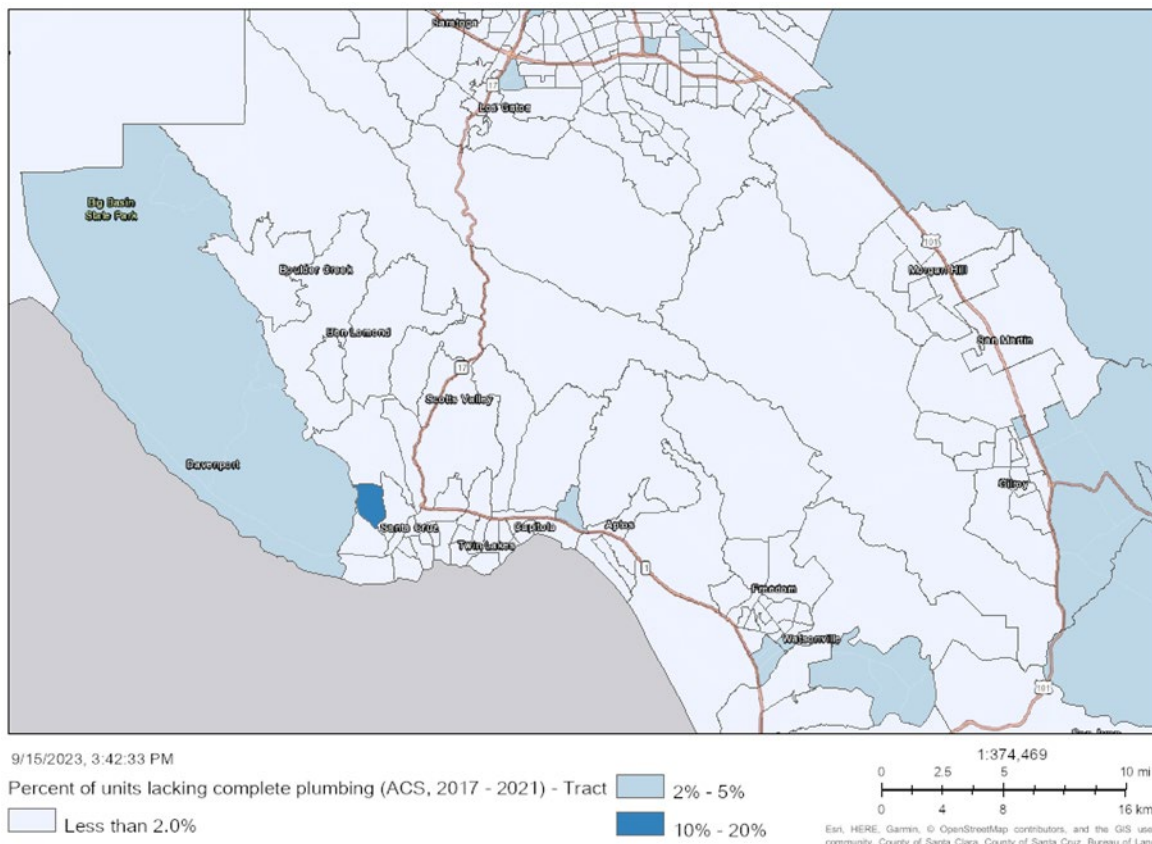 Saratoga
17
Los Gatos
Big Basin
State Park
101
Morgan Hill
Boulder Creek
Ben Lomond
San Martin
17
Scotts Valley
Davenport
Gilroy
Santa Cruz
Capitola
Aptos
Twin Lakes
1
Freedom
Watsonville
101
9/15/2023, 3:42:33 PM
Percent of units lacking complete plumbing (ACS, 2017 - 2021) - Tract
Less than 2.0%
2% - 5%
10% - 20%
1:374,469
0 2.5 5 10 mi
0 4 8 16 km
Esri, HERE, Garmin, © OpenStreetMap contributors, and the GIS use
community, County of Santa Clara, County of Santa Cruz, Bureau of Lan